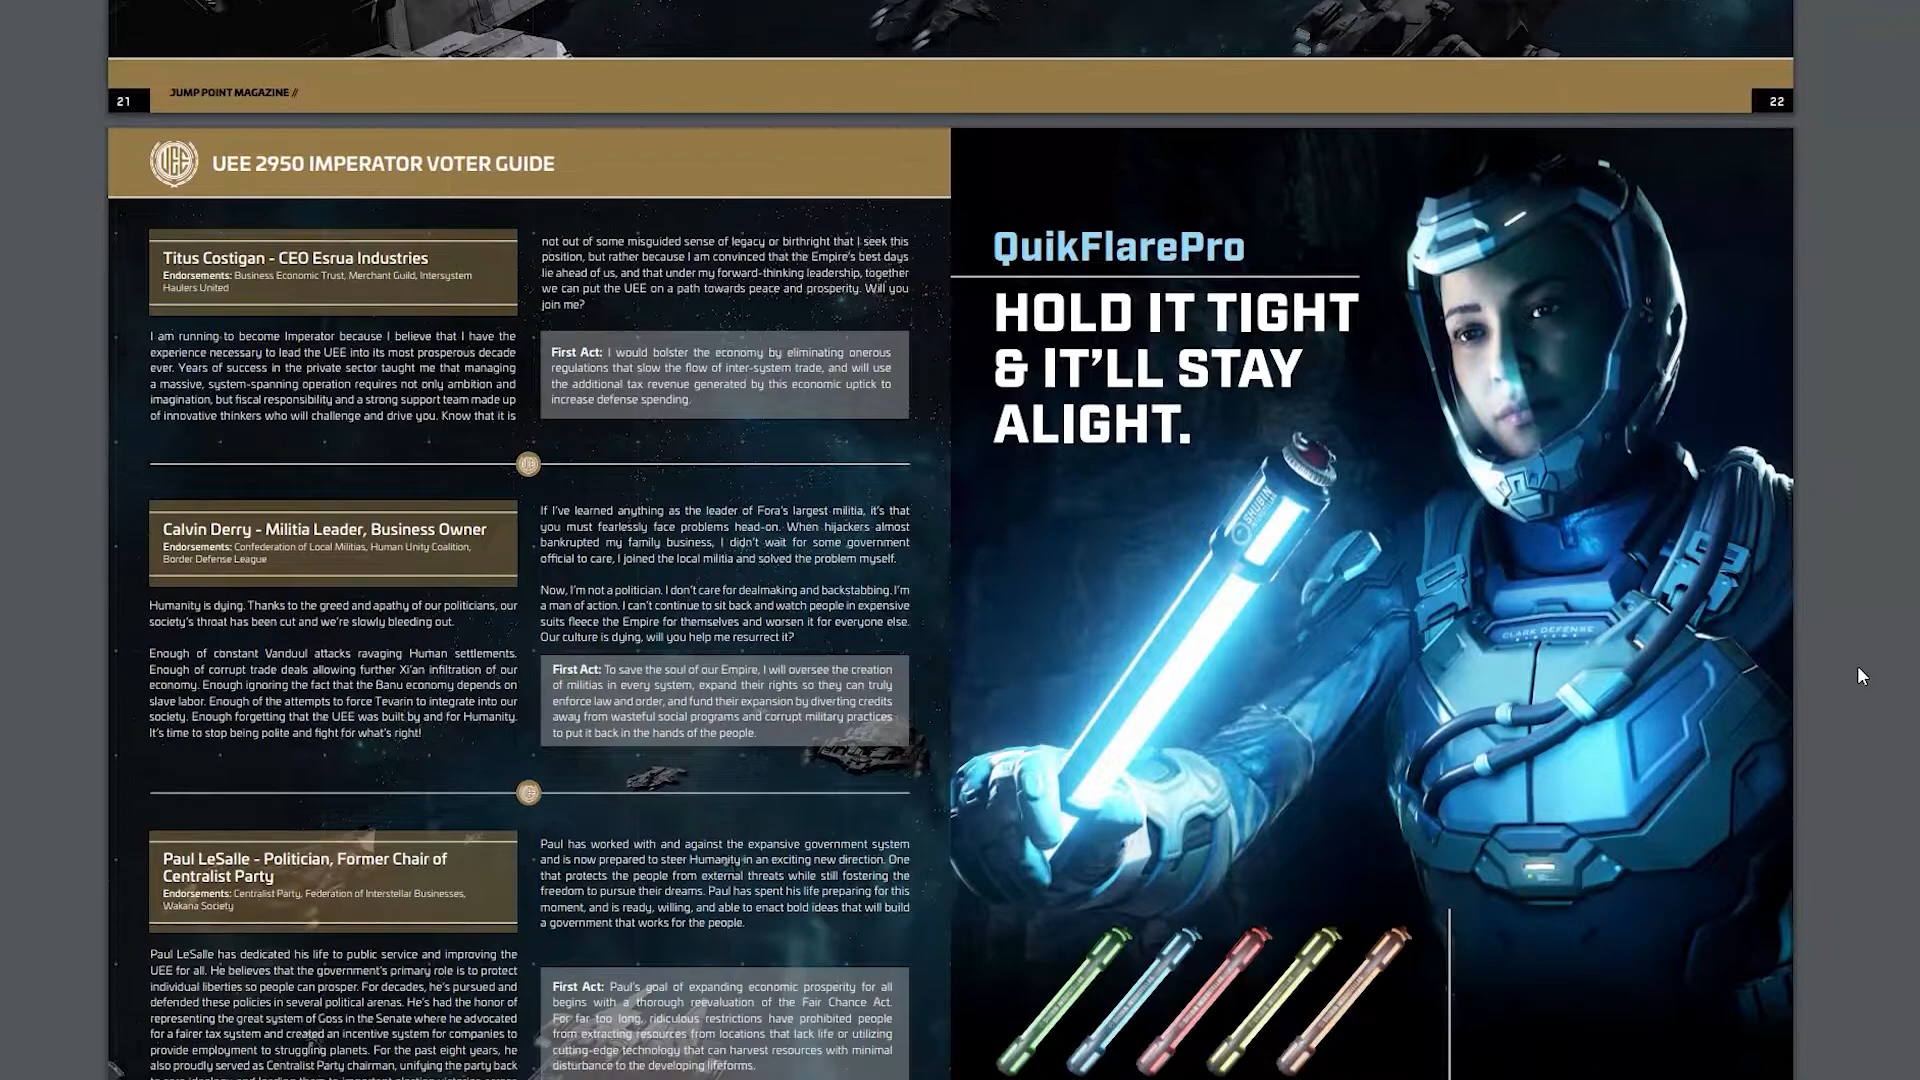 21
JUMP POINT MAGAZINE //
22
UEE
UEE 2950 IMPERATOR VOTER GUIDE
Titus Costigan - CEO Esrua Industries
Endorsements: Business Economic Trust, Merchant Guild, Intersystem
Haulers United
I am running to become Imperator because I believe that I have the
experience necessary to lead the UEE into its most prosperous decade
ever. Years of success in the private sector taught me that managing
a massive, system-spanning operation requires not only ambition and
imagination, but fiscal responsibility and a strong support team made up
of innovative thinkers who will challenge and drive you. Know that it is
not out of some misguided sense of legacy or birthright that I seek this
position, but rather because I am convinced that the Empire's best days
lie ahead of us, and that under my forward-thinking leadership, together
we can put the UEE on a path towards peace and prosperity. Will you
join me?
First Act: I would bolster the economy by eliminating onerous
regulations that slow the flow of inter-system trade, and will use
the additional tax revenue generated by this economic uptick to
increase defense spending.
Calvin Derry - Militia Leader, Business Owner
Endorsements: Confederation of Local Militias, Human Unity Coalition,
Border Defense League
Humanity is dying. Thanks to the greed and apathy of our politicians, our
society's throat has been cut and we're slowly bleeding out.
Enough of constant Vanduul attacks ravaging Human settlements.
Enough of corrupt trade deals allowing further Xi'an infiltration of our
economy. Enough ignoring the fact that the Banu economy depends on
slave labor. Enough of the attempts to force Tevarin to integrate into our
society. Enough forgetting that the UEE was built by and for Humanity.
It's time to stop being polite and fight for what's right!
If I've learned anything as the leader of Fora's largest militia, it's that
you must fearlessly face problems head-on. When hijackers almost
bankrupted my family business, I didn't wait for some government
official to care, I joined the local militia and solved the problem myself.
Now, I'm not a politician. I don't care for dealmaking and backstabbing. I'm
a man of action. I can't continue to sit back and watch people in expensive
suits fleece the Empire for themselves and worsen it for everyone else.
Our culture is dying, will you help me resurrect it?
First Act: To save the soul of our Empire, I will oversee the creation
of militias in every system, expand their rights so they can truly
enforce law and order, and fund their expansion by diverting credits
away from wasteful social programs and corrupt military practices
to put it back in the hands of the people.
Paul LeSalle - Politician, Former Chair of
Centralist Party
Endorsements: Centralist Party, Federation of Interstellar Businesses,
Wakana Society
Paul LeSalle has dedicated his life to public service and improving the
UEE for all. He believes that the government's primary role is to protect
individual liberties so people can prosper. For decades, he's pursued and
defended these policies in several political arenas. He's had the honor of
representing the great system of Goss in the Senate where he advocated
for a fairer tax system and created an incentive system for companies to
provide employment to struggling planets. For the past eight years, he
also proudly served as Centralist Party chairman, unifying the party back
Paul has worked with and against the expansive government system
and is now prepared to steer Humanity in an exciting new direction. One
that protects the people from external threats while still fostering the
freedom to pursue their dreams. Paul has spent his life preparing for this
moment, and is ready, willing, and able to enact bold ideas that will build
a government that works for the people.
First Act: Paul's goal of expanding economic prosperity for all
begins with a thorough reevaluation of the Fair Chance Act.
For far too long, ridiculous restrictions have prohibited people
from extracting resources from locations that lack life or utilizing
cutting-edge technology that can harvest resources with minimal
disturbance to the developing lifeforms.
QuikFlarePro
HOLD IT TIGHT
& IT'LL STAY
ALIGHT.
SHUBIN
CLARK DEFENSE